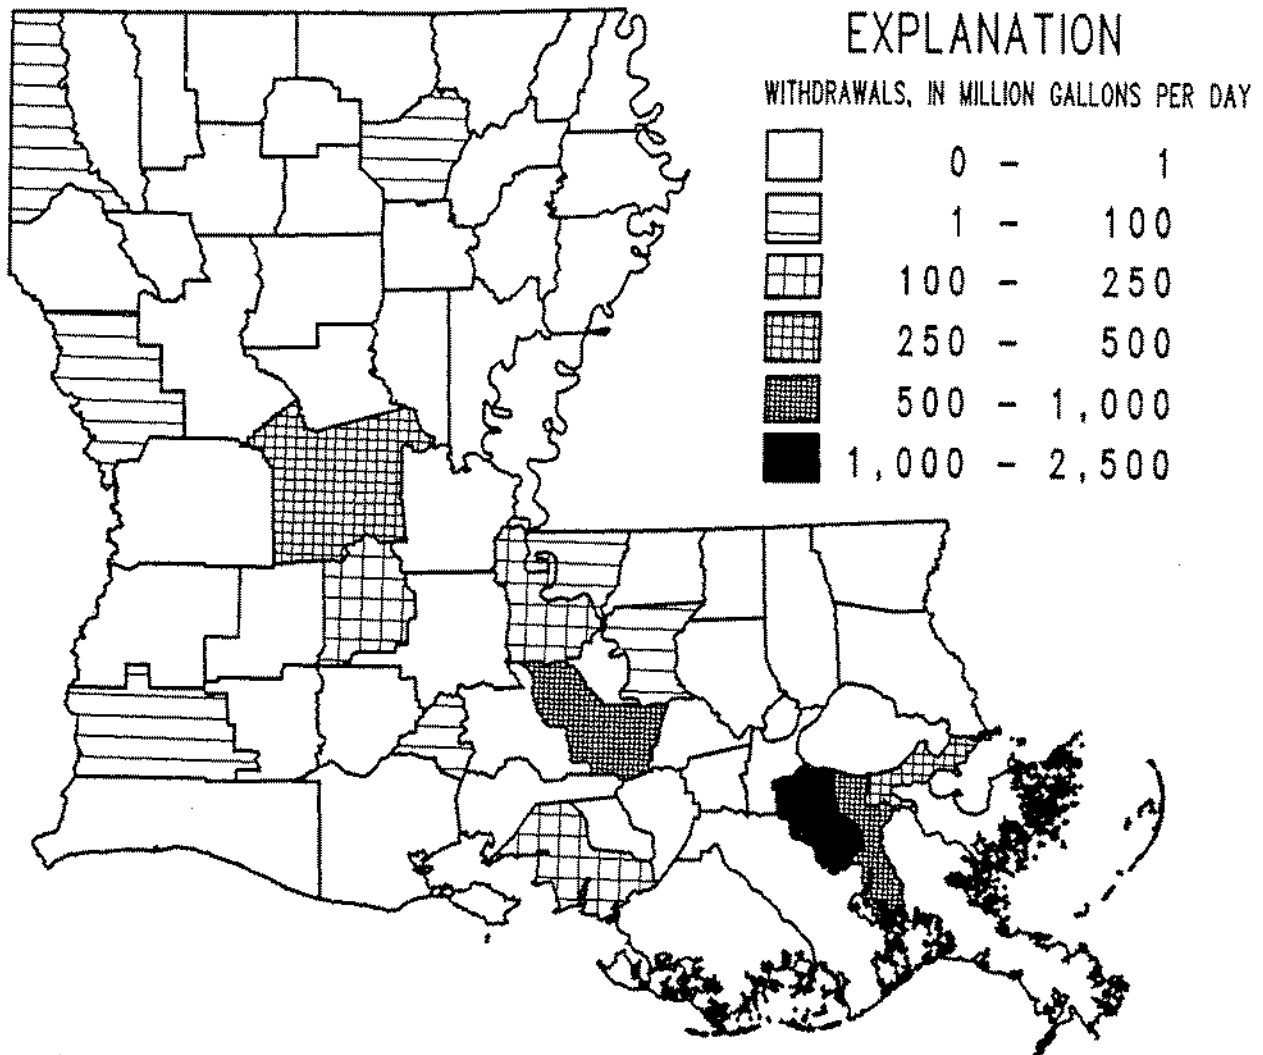 EXPLANATION
WITHDRAWALS, IN MILLION GALLONS PER DAY
0 - 1
1 - 100
100 - 250
250 - 500
500 - 1,000
1,000 - 2,500